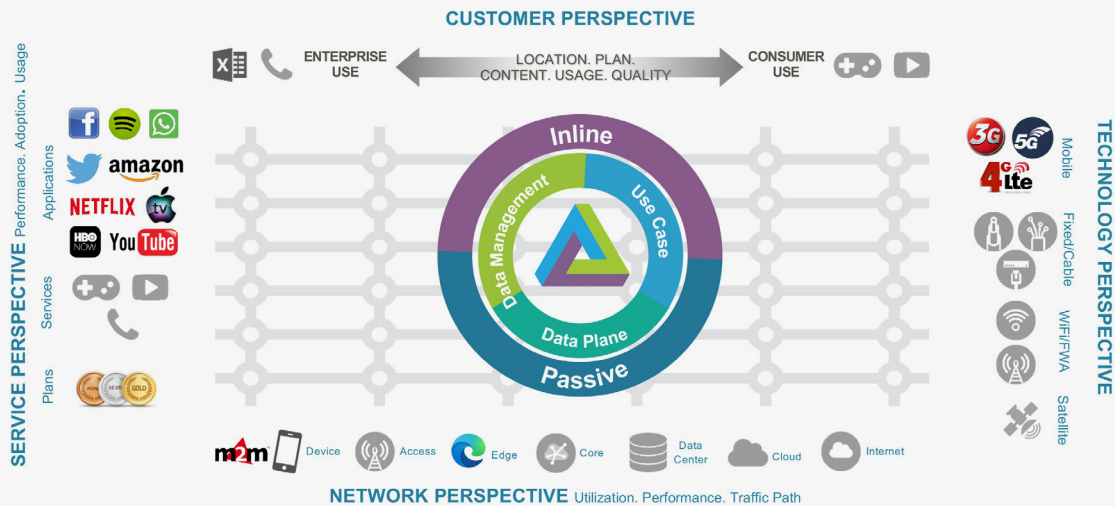 CUSTOMER PERSPECTIVE
ENTERPRISE
USE
LOCATION. PLAN.
CONTENT. USAGE. QUALITY
CONSUMER
USE
SERVICE PERSPECTIVE Performance. Adoption. Usage
Applications
amazon
NETFLIX
tv
HBO
NOW
YouTube
Services
Plans
GOLD
Inline
Data Management
Use Case
Data Plane
Passive
TECHNOLOGY PERSPECTIVE
3G
5G
4G lte
Mobile
Fixed/Cable
WiFi/FWA
Satellite
m2m
Device
Access
Edge
Core
Data
Center
Cloud
Internet
NETWORK PERSPECTIVE Utilization. Performance. Traffic Path